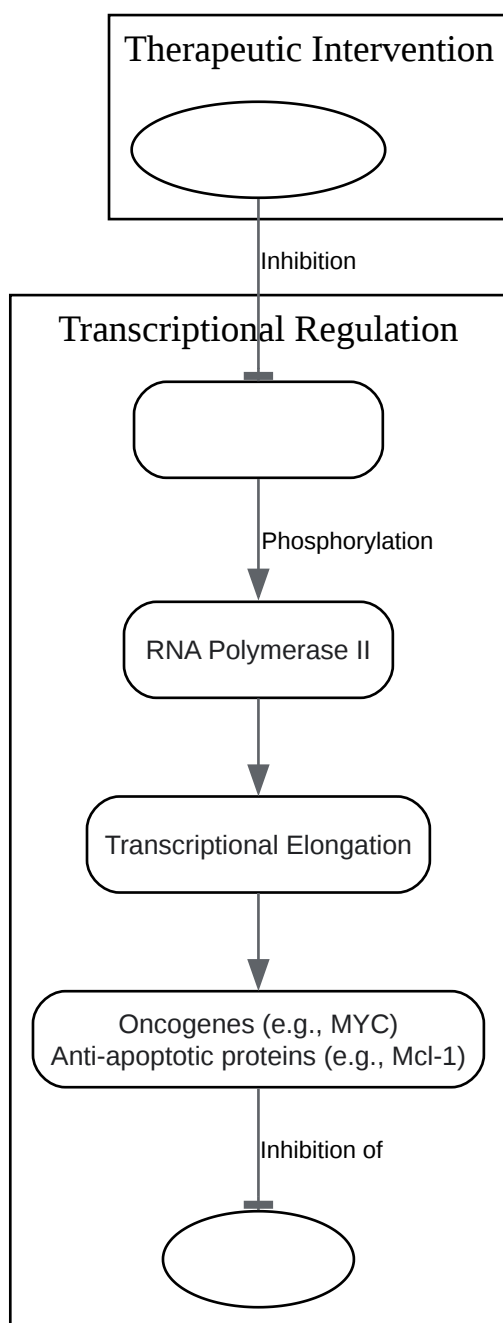 Therapeutic Intervention
Inhibition
Transcriptional Regulation
Phosphorylation
RNA Polymerase II
Transcriptional Elongation
Oncogenes (e.g., MYC)
Anti-apoptotic proteins (e.g., Mcl-1)
Inhibition of